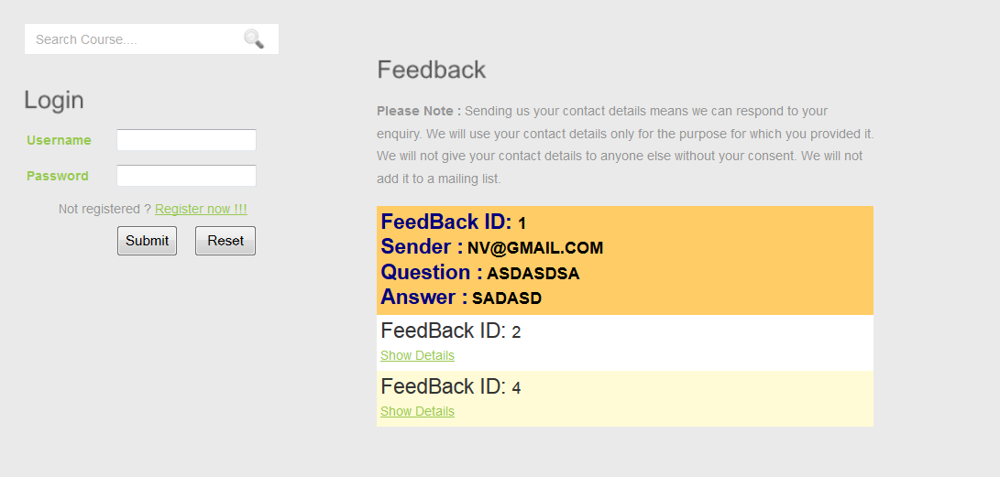 Search Course....
Login
Username
Password
Not registered ? Register now !!!
Submit Reset
Feedback
Please Note : Sending us your contact details means we can respond to your
enquiry. We will use your contact details only for the purpose for which you provided it.
We will not give your contact details to anyone else without your consent. We will not
add it to a mailing list.
FeedBack ID: 1
Sender : NV@GMAIL.COM
Question : ASDASDSA
Answer : SADASD
FeedBack ID: 2
Show Details
FeedBack ID: 4
Show Details